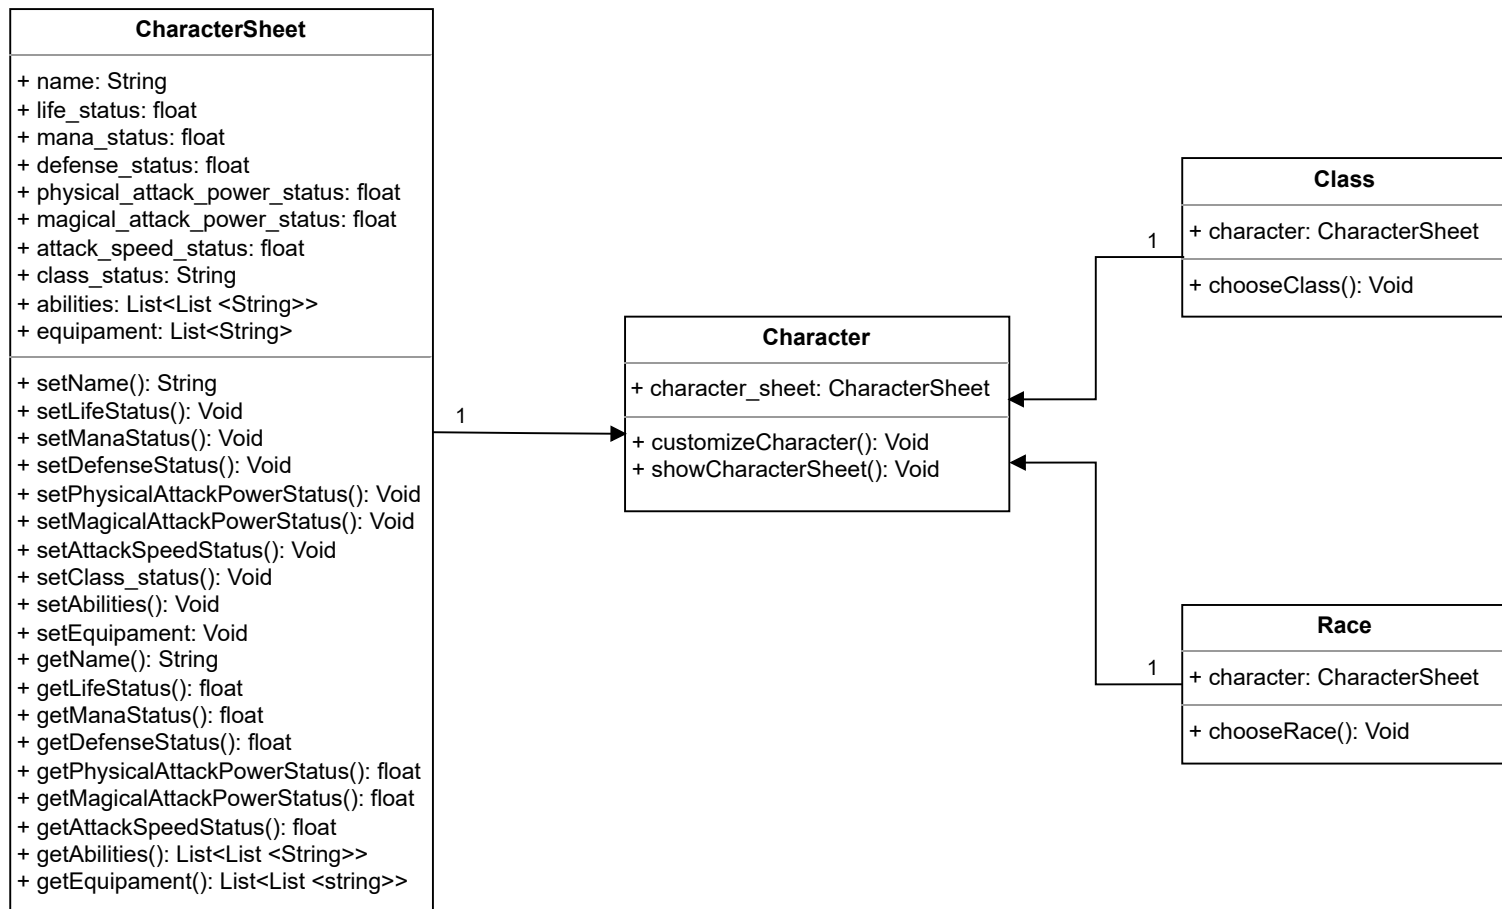 CharacterSheet
+ name: String
+ life_status: float
+ mana_status: float
+ defense_status: float
+ physical_attack_power_status: float
+ magical_attack_power_status: float
+ attack_speed_status: float
+ class_status: String
+ abilities: List<List <String>>
+ equipament: List<String>
+ setName(): String
+ setLifeStatus(): Void
+ setManaStatus(): Void
+ setDefenseStatus(): Void
+ setPhysicalAttackPowerStatus(): Void
+ setMagicalAttackPowerStatus(): Void
+ setAttackSpeedStatus(): Void
+ setClass_status(): Void
+ setAbilities(): Void
+ setEquipament: Void
+ getName(): String
+ getLifeStatus(): float
+ getManaStatus(): float
+ getDefenseStatus(): float
+ getPhysicalAttackPowerStatus(): float
+ getMagicalAttackPowerStatus(): float
+ getAttackSpeedStatus(): float
+ getAbilities(): List<List <String>>
+ getEquipament(): List<List <string>>
1
Character
+ character_sheet: CharacterSheet
+ customizeCharacter(): Void
+ showCharacterSheet(): Void
1
Class
+ character: CharacterSheet
+ chooseClass(): Void
1
Race
+ character: CharacterSheet
+ chooseRace(): Void